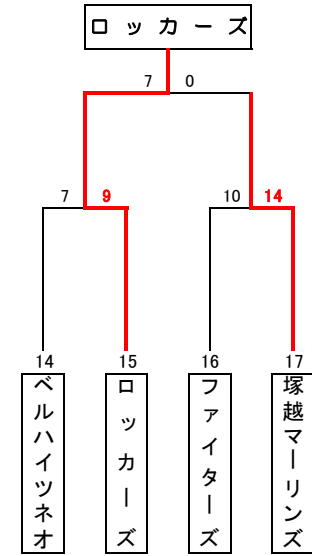 ロッカーズ
7 0
7 9 10 14
14 15 16 17
ベルハイツネオ
ロッカーズ
ファイターズ
塚越マーリンズ